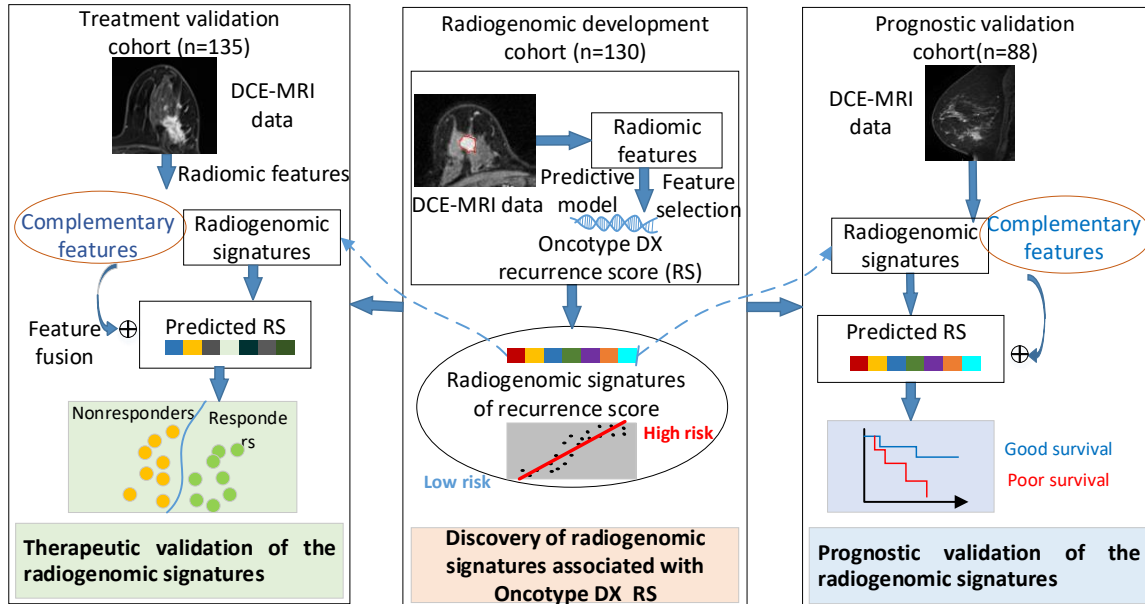 Treatment validation
cohort (n=135)
DCE-MRI
data
Radiomic features
Complementary
features
Radiogenomic
signatures
Feature
fusion
Predicted RS
Nonresponders
Responde
rs
Therapeutic validation of the
radiogenomic signatures
Radiogenomic development
cohort (n=130)
Radiomic
features
DCE-MRI data
Predictive
model
Feature
selection
Oncotype DX
recurrence score (RS)
Radiogenomic signatures
of recurrence score
High risk
Low risk
Discovery of radiogenomic
signatures associated with
Oncotype DX RS
Prognostic validation
cohort(n=88)
DCE-MRI
data
Radiogenomic
signatures
Complementary
features
Predicted RS
Good survival
Poor survival
Prognostic validation of the
radiogenomic signatures